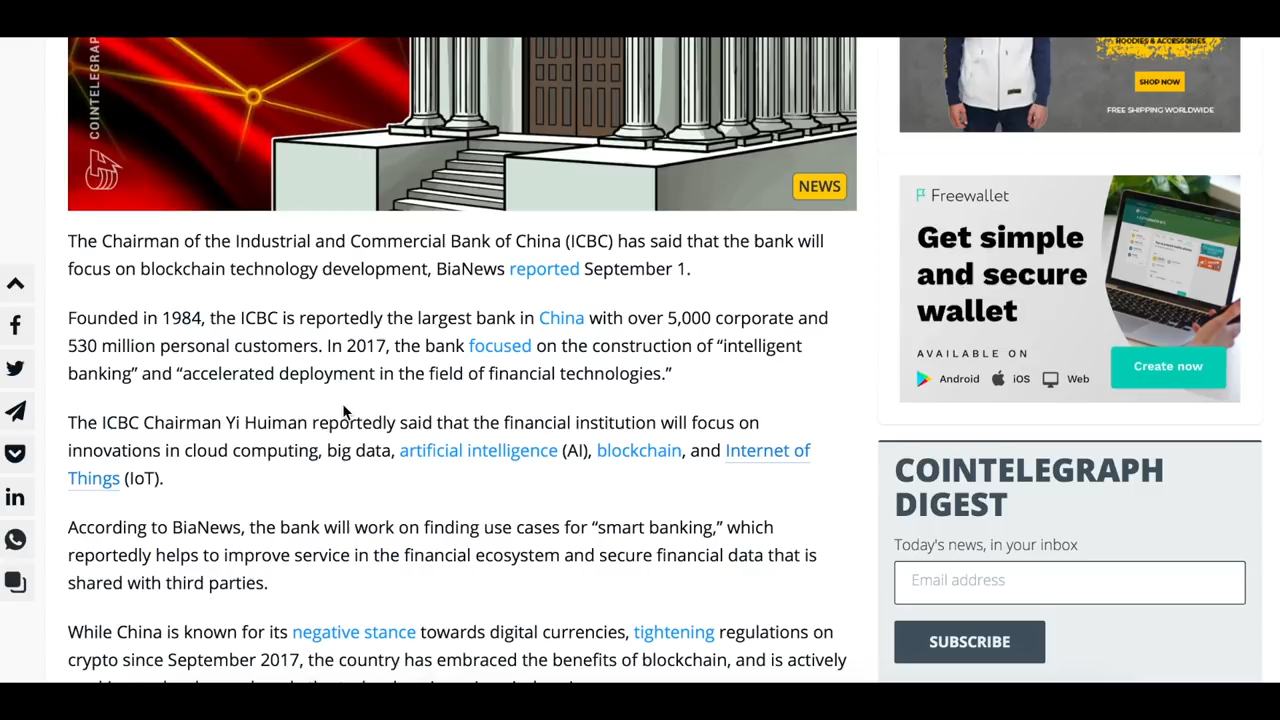 COINTELEGRAPH
NEWS
The Chairman of the Industrial and Commercial Bank of China (ICBC) has said that the bank will
focus on blockchain technology development, BiaNews reported September 1.
Founded in 1984, the ICBC is reportedly the largest bank in China with over 5,000 corporate and
530 million personal customers. In 2017, the bank focused on the construction of “intelligent
banking” and “accelerated deployment in the field of financial technologies.”
The ICBC Chairman Yi Huiman reportedly said that the financial institution will focus on
innovations in cloud computing, big data, artificial intelligence (AI), blockchain, and Internet of
Things (IoT).
According to BiaNews, the bank will work on finding use cases for “smart banking,” which
reportedly helps to improve service in the financial ecosystem and secure financial data that is
shared with third parties.
While China is known for its negative stance towards digital currencies, tightening regulations on
crypto since September 2017, the country has embraced the benefits of blockchain, and is actively
HOODIES & ACCESSORIES
SHOP NOW
FREE SHIPPING WORLDWIDE
Freewallet
Get simple
and secure
wallet
AVAILABLE ON
Android iOS Web
Create now
COINTELEGRAPH
DIGEST
Today's news, in your inbox
Email address
SUBSCRIBE